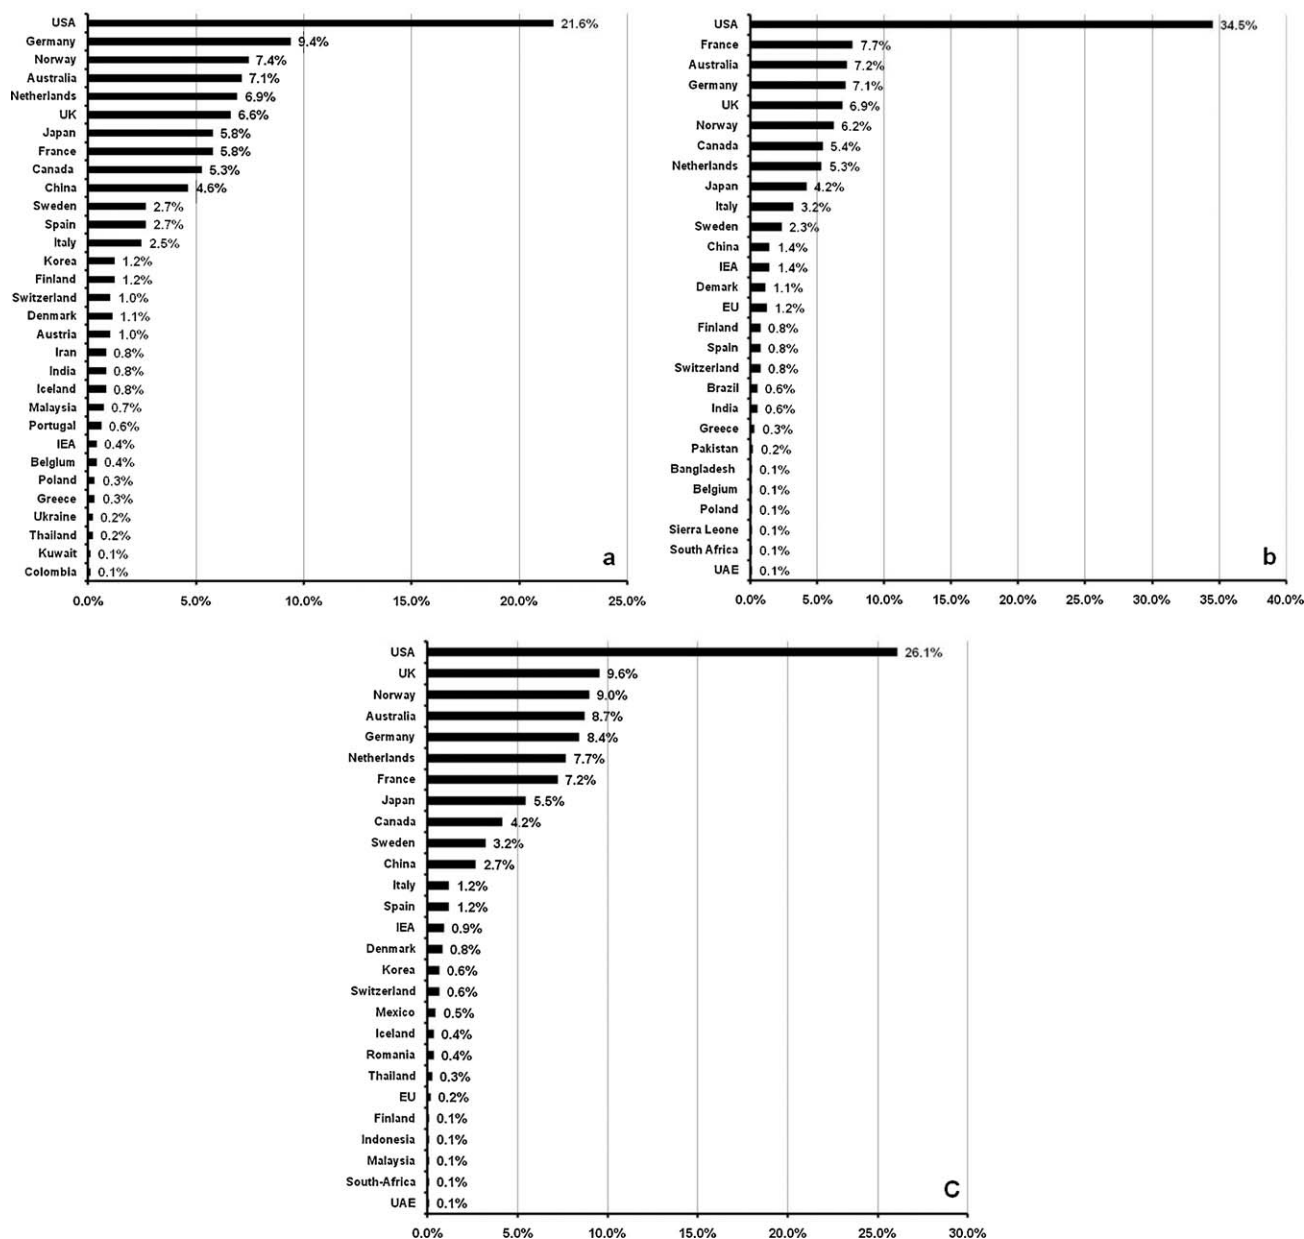 USA 21.6%
Germany 9.4%
Norway 7.4%
Australia 7.1%
Netherlands 6.9%
UK 6.6%
Japan 5.8%
France 5.8%
Canada 5.3%
China 4.6%
Sweden 2.7%
Spain 2.7%
Italy 2.5%
Korea 1.2%
Finland 1.2%
Switzerland 1.0%
Denmark 1.1%
Austria 1.0%
Iran 0.8%
India 0.8%
Iceland 0.8%
Malaysia 0.7%
Portugal 0.6%
IEA 0.4%
Belgium 0.4%
Poland 0.3%
Greece 0.3%
Ukraine 0.2%
Thailand 0.2%
Kuwait 0.1%
Colombia 0.1%
a
0.0% 5.0% 10.0% 15.0% 20.0% 25.0%
USA 34.5%
France 7.7%
Australia 7.2%
Germany 7.1%
UK 6.9%
Norway 6.2%
Canada 5.4%
Netherlands 5.3%
Japan 4.2%
Italy 3.2%
Sweden 2.3%
China 1.4%
IEA 1.4%
Demark 1.1%
EU 1.2%
Finland 0.8%
Spain 0.8%
Switzerland 0.8%
Brazil 0.6%
India 0.6%
Greece 0.3%
Pakistan 0.2%
Bangladesh 0.1%
Belgium 0.1%
Poland 0.1%
Sierra Leone 0.1%
South Africa 0.1%
UAE 0.1%
b
0.0% 5.0% 10.0% 15.0% 20.0% 25.0% 30.0% 35.0% 40.0%
USA 26.1%
UK 9.6%
Norway 9.0%
Australia 8.7%
Germany 8.4%
Netherlands 7.7%
France 7.2%
Japan 5.5%
Canada 4.2%
Sweden 3.2%
China 2.7%
Italy 1.2%
Spain 1.2%
IEA 0.9%
Denmark 0.8%
Korea 0.6%
Switzerland 0.6%
Mexico 0.5%
Iceland 0.4%
Romania 0.4%
Thailand 0.3%
EU 0.2%
Finland 0.1%
Indonesia 0.1%
Malaysia 0.1%
South-Africa 0.1%
UAE 0.1%
C
0.0% 5.0% 10.0% 15.0% 20.0% 25.0% 30.0%